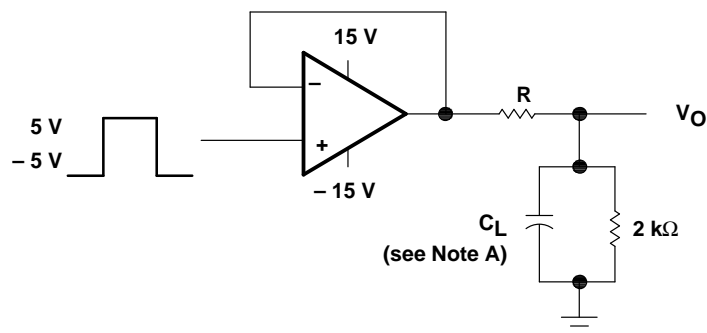 15 V
−
R
5 V
VO
– 5 V
+
– 15 V
CL
2 kΩ
(see Note A)